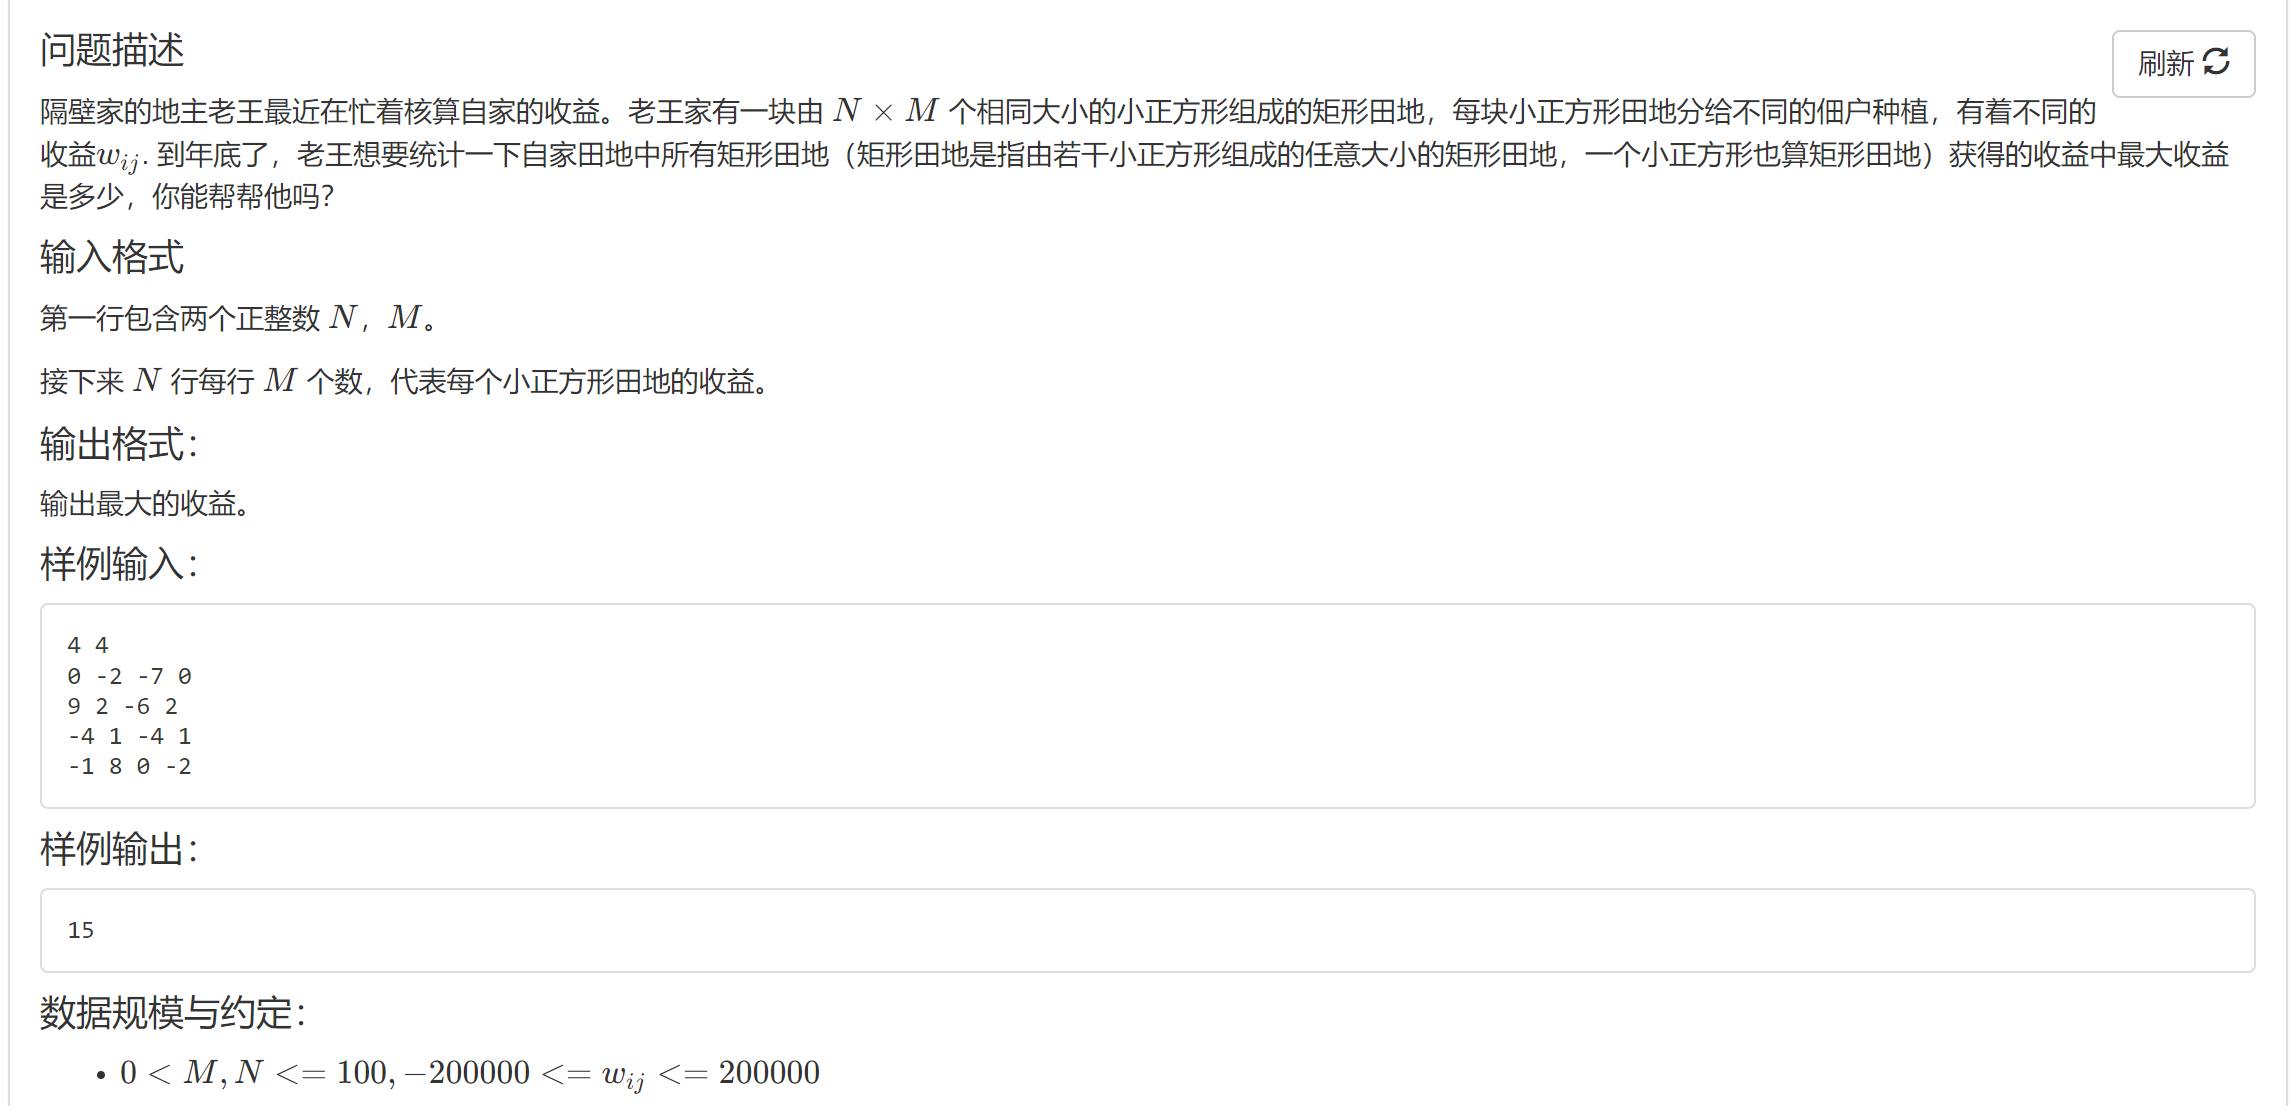 问题描述
刷新
隔壁家的地主老王最近在忙着核算自家的收益。老王家有一块由 N × M 个相同大小的小正方形组成的矩形田地，每块小正方形田地分给不同的佃户种植，有着不同的
收益w_{ij}. 到年底了，老王想要统计一下自家田地中所有矩形田地（矩形田地是指由若干小正方形组成的任意大小的矩形田地，一个小正方形也算矩形田地）获得的收益中最大收益
是多少，你能帮帮他吗？
输入格式
第一行包含两个正整数 N，M。
接下来 N 行每行 M 个数，代表每个小正方形田地的收益。
输出格式：
输出最大的收益。
样例输入：
4 4
0 -2 -7 0
9 2 -6 2
-4 1 -4 1
-1 8 0 -2
样例输出：
15
数据规模与约定：
• 0 < M, N <= 100, −200000 <= w_{ij} <= 200000